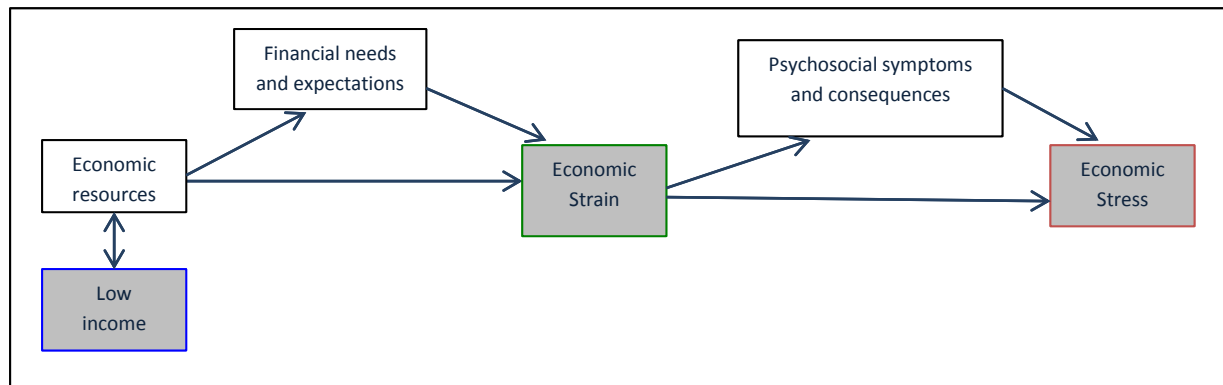 Financial needs
and expectations
Psychosocial symptoms
and consequences
Economic
resources
Economic
Strain
Economic
Stress
Low
income